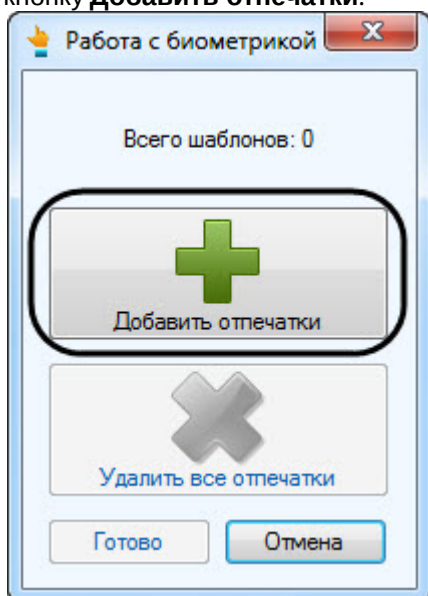 кнопку Добавить отпечатки.
Работа с биометрикой
Всего шаблонов: 0
Добавить отпечатки
Удалить все отпечатки
Готово Отмена